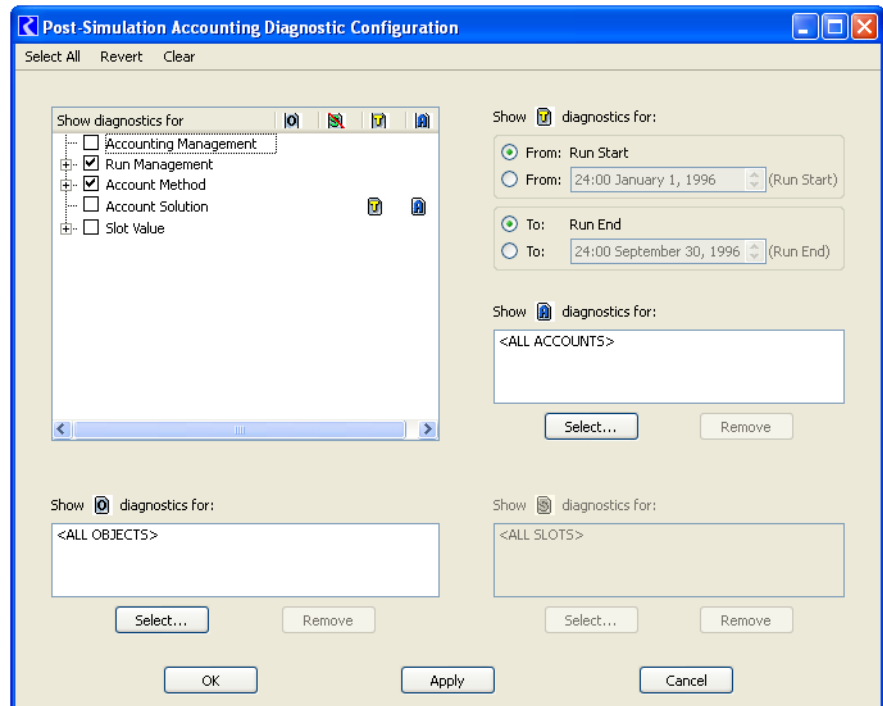 Post-Simulation Accounting Diagnostic Configuration
Select All Revert Clear
Show diagnostics for O S T A
Accounting Management
Run Management
Account Method
Account Solution T A
Slot Value
Show T diagnostics for:
From: Run Start
From: 24:00 January 1, 1996 (Run Start)
To: Run End
To: 24:00 September 30, 1996 (Run End)
Show A diagnostics for:
<ALL ACCOUNTS>
Select... Remove
Show O diagnostics for:
<ALL OBJECTS>
Select... Remove
Show S diagnostics for:
<ALL SLOTS>
Select... Remove
OK Apply Cancel